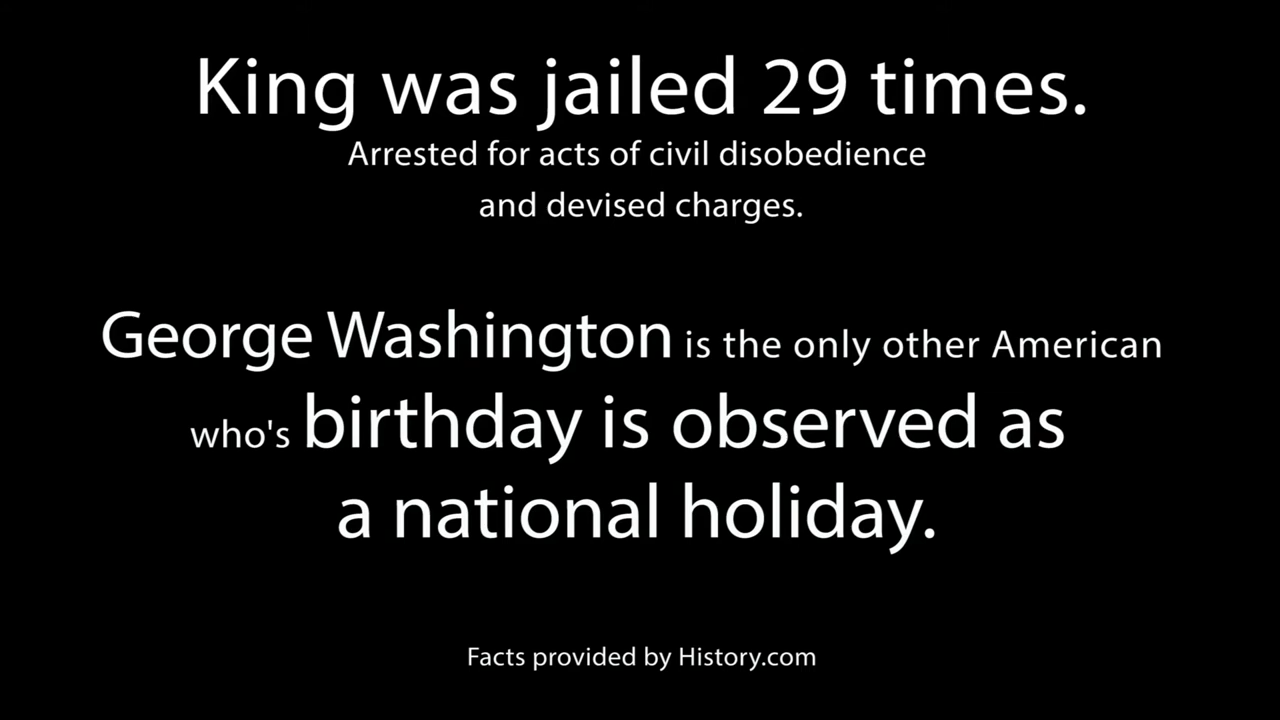 King was jailed 29 times.
Arrested for acts of civil disobedience
and devised charges.
George Washington is the only other American
who's birthday is observed as
a national holiday.
Facts provided by History.com